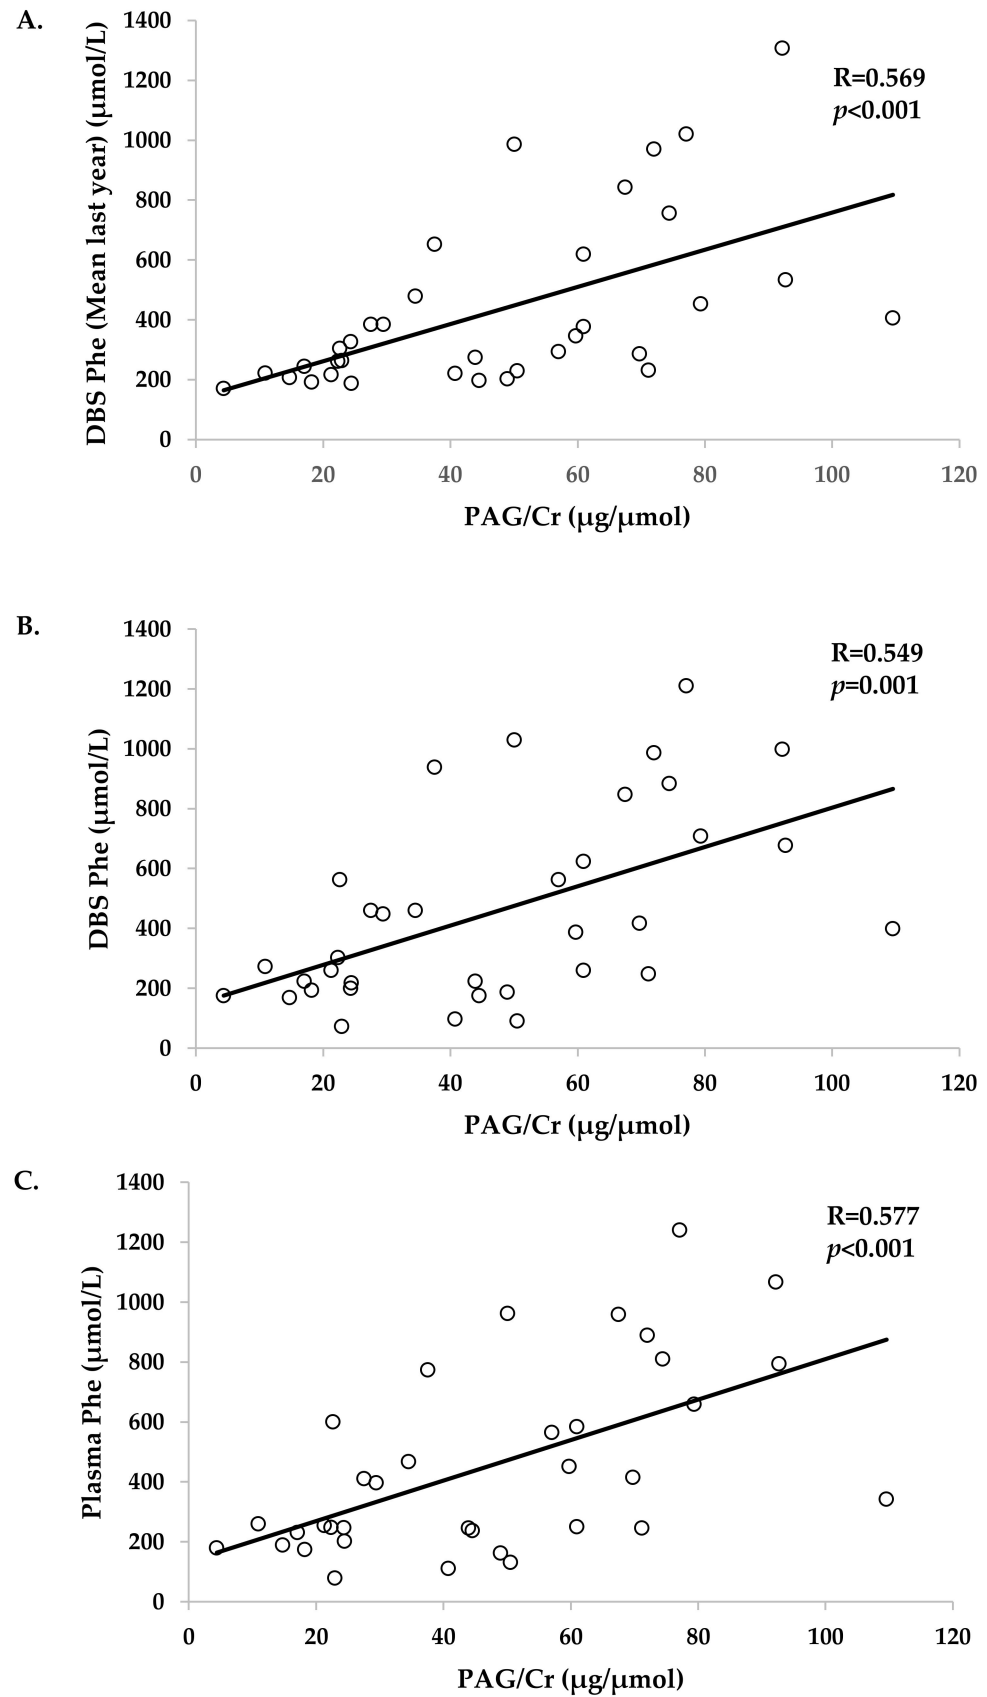 A.
DBS Phe (Mean last year) (µmol/L)
1400
1200
1000
800
600
400
200
0
R=0.569
p<0.001
0 20 40 60 80 100 120
PAG/Cr (µg/µmol)
B.
DBS Phe (µmol/L)
1400
1200
1000
800
600
400
200
0
R=0.549
p=0.001
0 20 40 60 80 100 120
PAG/Cr (µg/µmol)
C.
Plasma Phe (µmol/L)
1400
1200
1000
800
600
400
200
0
R=0.577
p<0.001
0 20 40 60 80 100 120
PAG/Cr (µg/µmol)